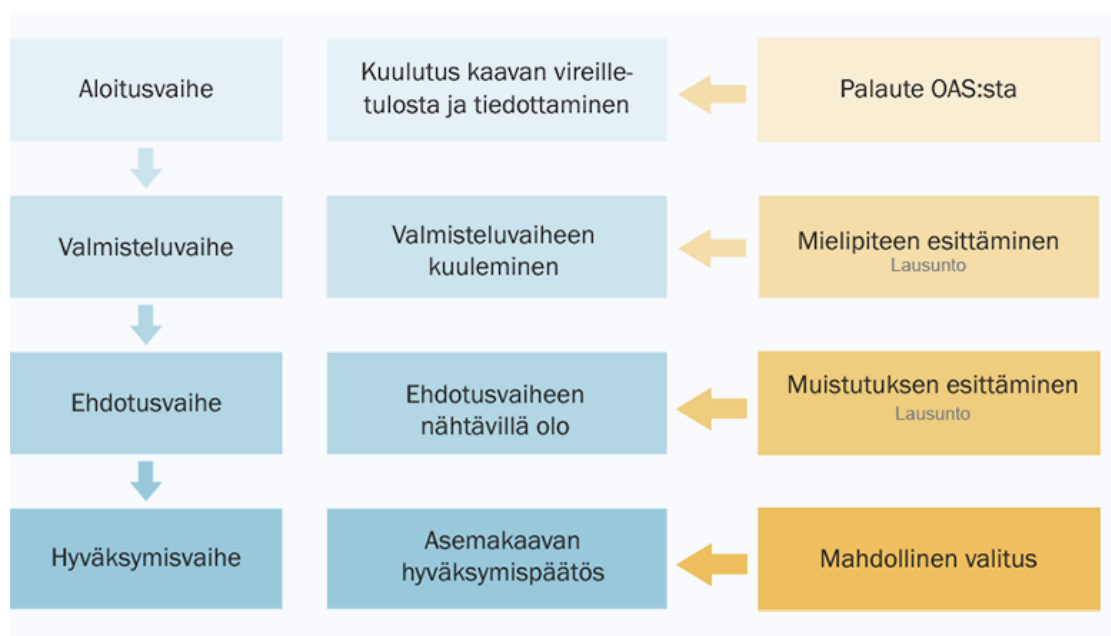 Aloitusvaihe
Kuulutus kaavan vireille-
tulosta ja tiedottaminen
Palaute OAS:sta
Valmisteluvaihe
Valmisteluvaiheen
kuuleminen
Mielipiteen esittäminen
Lausunto
Ehdotusvaihe
Ehdotusvaiheen
nähtävillä olo
Muistutuksen esittäminen
Lausunto
Hyväksymisvaihe
Asemakaavan
hyväksymispäätös
Mahdollinen valitus